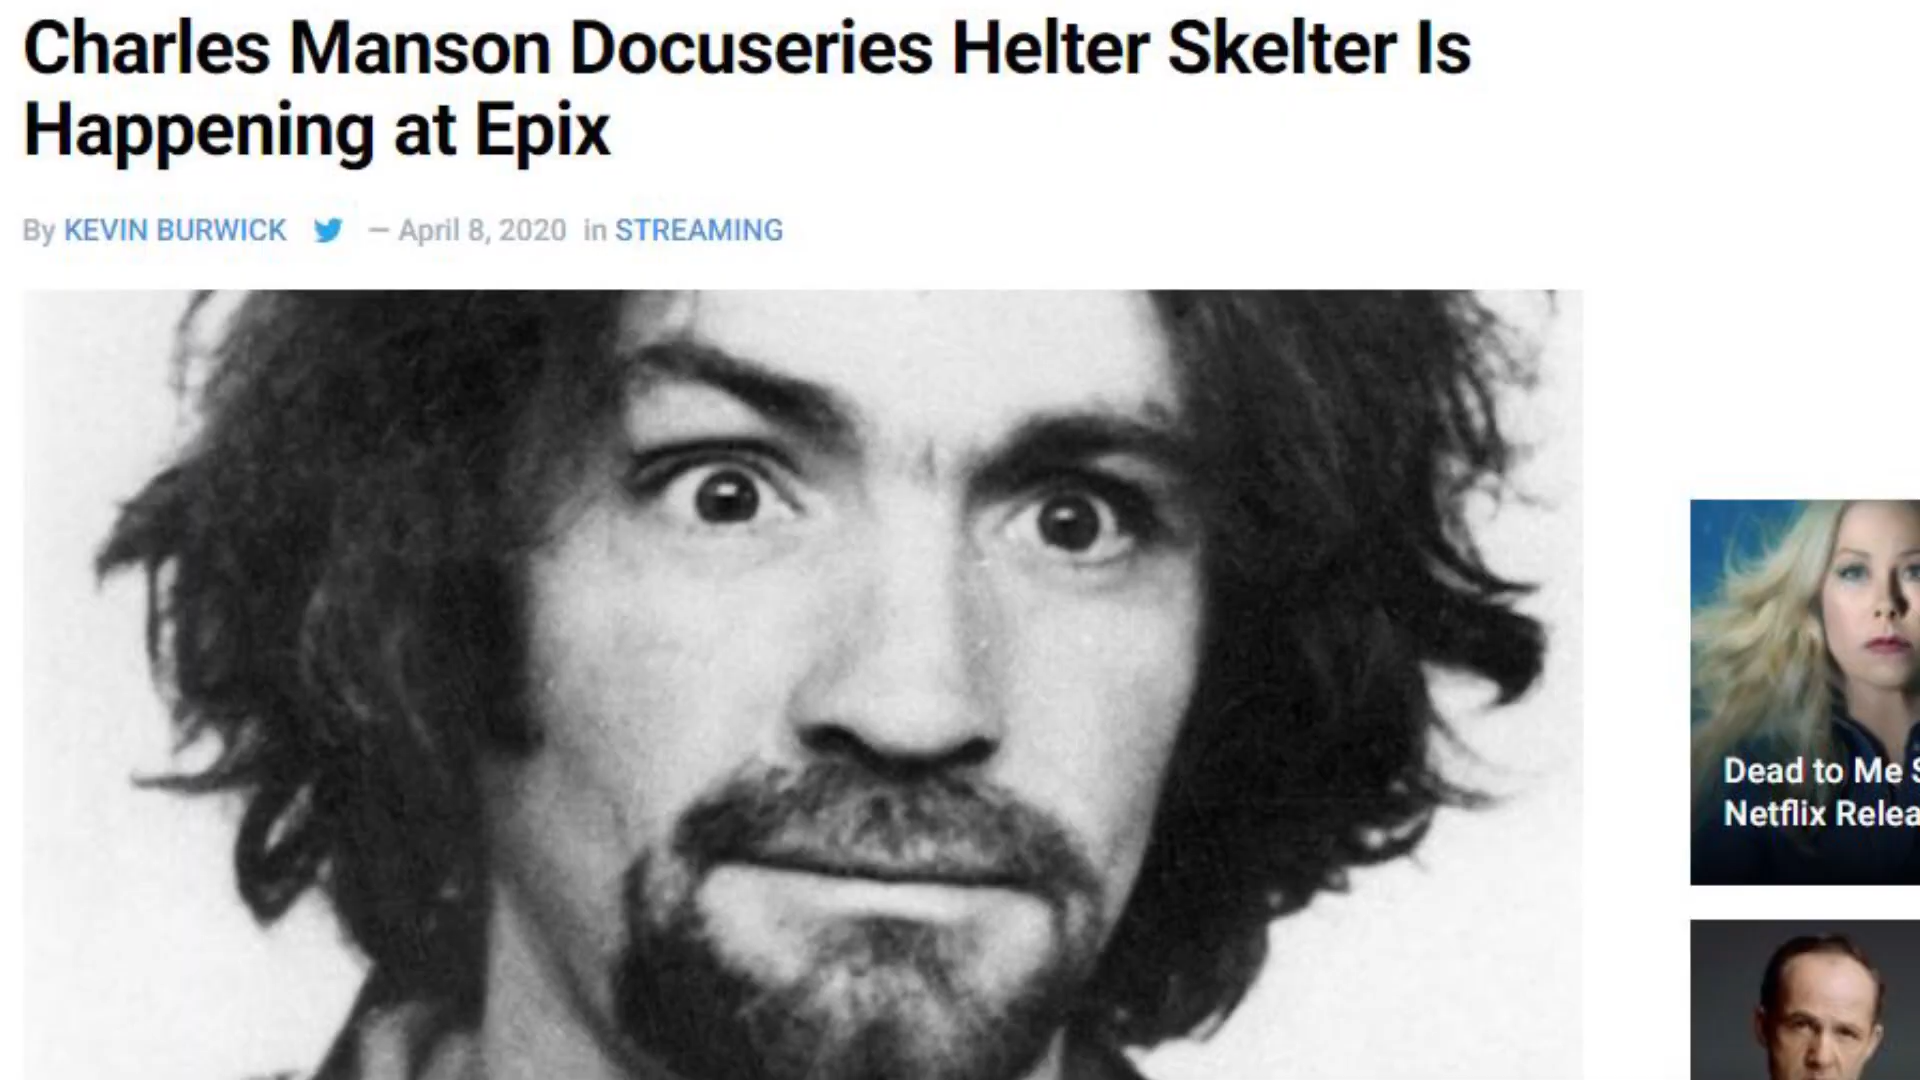 Charles Manson Docuseries Helter Skelter Is
Happening at Epix
By KEVIN BURWICK — April 8, 2020 in STREAMING
Dead to Me
Netflix